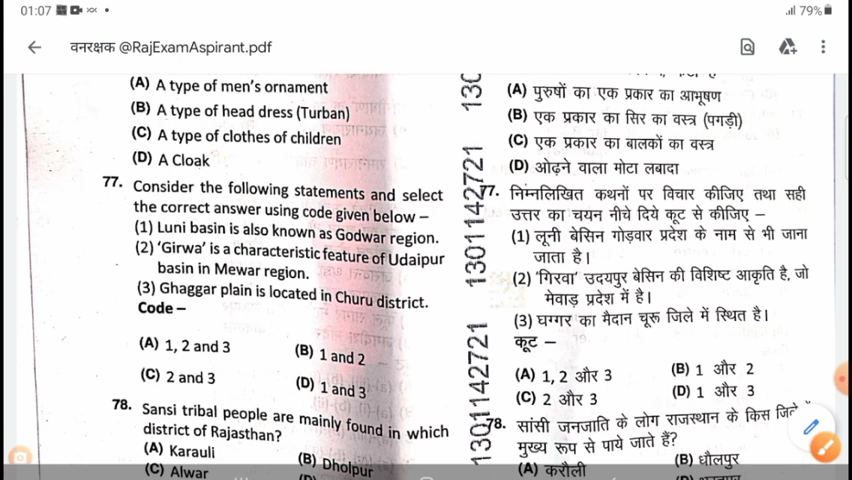 01:07
79%
वनरक्षक @RajExamAspirant.pdf
(A) A type of men's ornament
(B) A type of head dress (Turban)
(C) A type of clothes of children
(D) A Cloak
77. Consider the following statements and select
the correct answer using code given below –
(1) Luni basin is also known as Godwar region.
(2) 'Girwa' is a characteristic feature of Udaipur
basin in Mewar region.
(3) Ghaggar plain is located in Churu district.
Code –
(A) 1, 2 and 3
(B) 1 and 2
(C) 2 and 3
(D) 1 and 3
78. Sansi tribal people are mainly found in which
district of Rajasthan?
(A) Karauli
(B) Dholpur
(C) Alwar
1301142721
1301142721
130
(A) पुरुषों का एक प्रकार का आभूषण
(B) एक प्रकार का सिर का वस्त्र (पगड़ी)
(C) एक प्रकार का बालकों का वस्त्र
(D) ओढ़ने वाला मोटा लबादा
77. निम्नलिखित कथनों पर विचार कीजिए तथा सही
उत्तर का चयन नीचे दिये कूट से कीजिए –
(1) लूनी बेसिन गोड़वार प्रदेश के नाम से भी जाना
जाता है।
(2) 'गिरवा' उदयपुर बेसिन की विशिष्ट आकृति है, जो
मेवाड़ प्रदेश में है।
(3) घग्गर का मैदान चूरू जिले में स्थित है।
कूट –
(A) 1, 2 और 3
(B) 1 और 2
(C) 2 और 3
(D) 1 और 3
78. सांसी जनजाति के लोग राजस्थान के किस
मुख्य रूप से पाये जाते हैं?
(A) करौली
(B) धौलपुर